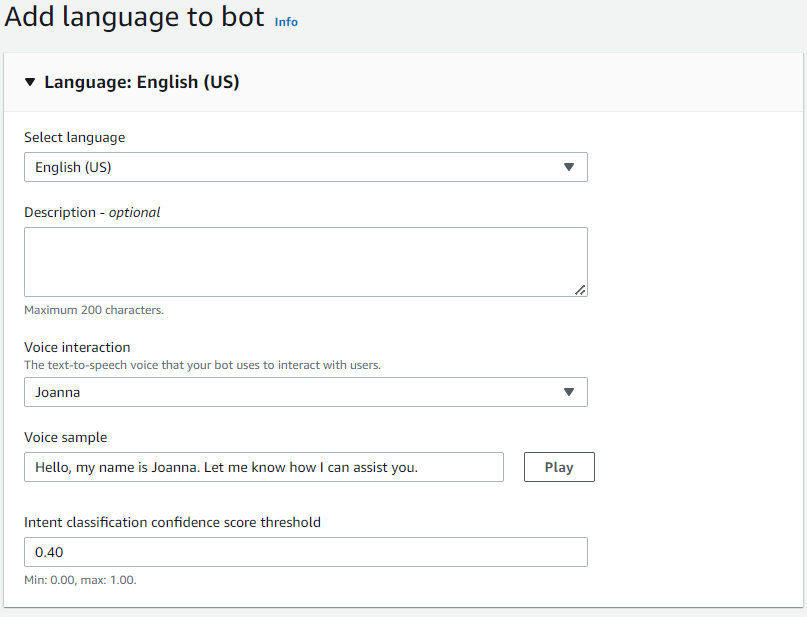 Add language to bot Info
Language: English (US)
Select language
English (US)
Description - optional
Maximum 200 characters.
Voice interaction
The text-to-speech voice that your bot uses to interact with users.
Joanna
Voice sample
Hello, my name is Joanna. Let me know how I can assist you. Play
Intent classification confidence score threshold
0.40
Min: 0.00, max: 1.00.